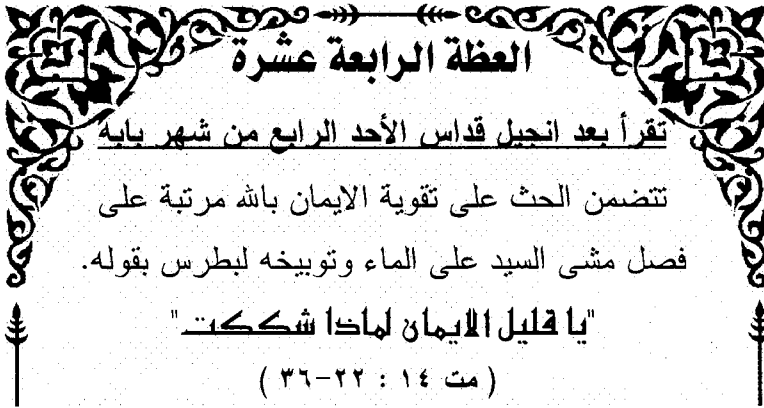 العظة الرابعة عشرة
تقرأ بعد انجيل قداس الأحد الرابع من شهر بابه
تتضمن الحث على تقوية الايمان بالله مرتبة على
فصل مشى السيد على الماء وتوبيخه لبطرس بقوله.
"يا قليل الايمان لماذا شككت"
( مت ١٤ : ٢٢-٣٦ )